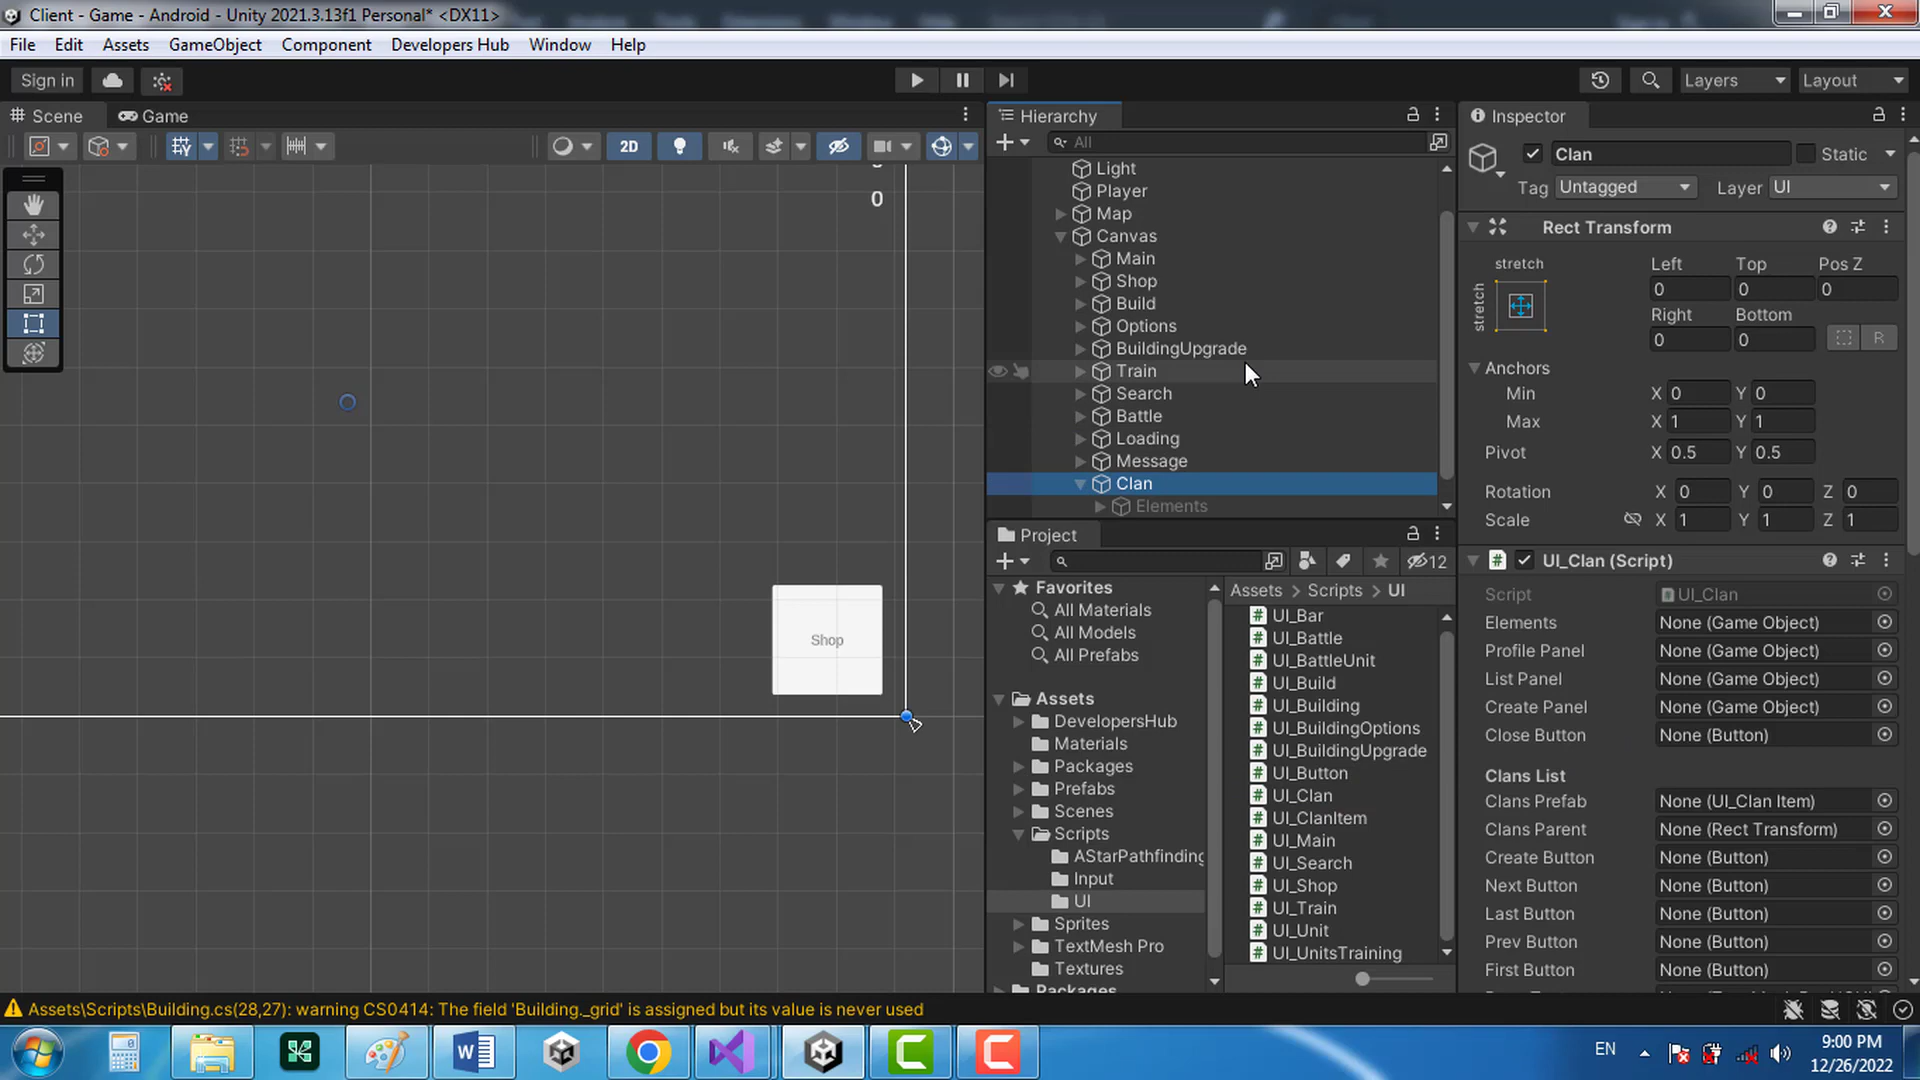 Client - Game - Android - Unity 2021.3.13f1 Personal* <DX11>
File Edit Assets GameObject Component Developers Hub Window Help
Sign in
Layers
Layout
Scene
Game
2D
0
Shop
Hierarchy
All
Light
Player
Map
Canvas
Main
Shop
Build
Options
BuildingUpgrade
Train
Search
Battle
Loading
Message
Clan
Elements
Project
12
Favorites
All Materials
All Models
All Prefabs
Assets
DevelopersHub
Materials
Packages
Prefabs
Scenes
Scripts
AStarPathfinding
Input
UI
Sprites
TextMesh Pro
Textures
Packages
Assets > Scripts > UI
UI_Bar
UI_Battle
UI_BattleUnit
UI_Build
UI_Building
UI_BuildingOptions
UI_BuildingUpgrade
UI_Button
UI_Clan
UI_ClanItem
UI_Main
UI_Search
UI_Shop
UI_Train
UI_Unit
UI_UnitsTraining
Inspector
Clan
Static
Tag Untagged
Layer UI
Rect Transform
stretch
stretch
Left Top Pos Z
0 0 0
Right Bottom
0 0
R
Anchors
Min X 0 Y 0
Max X 1 Y 1
Pivot X 0.5 Y 0.5
Rotation X 0 Y 0 Z 0
Scale X 1 Y 1 Z 1
UI_Clan (Script)
Script UI_Clan
Elements None (Game Object)
Profile Panel None (Game Object)
List Panel None (Game Object)
Create Panel None (Game Object)
Close Button None (Button)
Clans List
Clans Prefab None (UI_Clan Item)
Clans Parent None (Rect Transform)
Create Button None (Button)
Next Button None (Button)
Last Button None (Button)
Prev Button None (Button)
First Button None (Button)
Assets\Scripts\Building.cs(28,27): warning CS0414: The field 'Building._grid' is assigned but its value is never used
EN
9:00 PM
12/26/2022